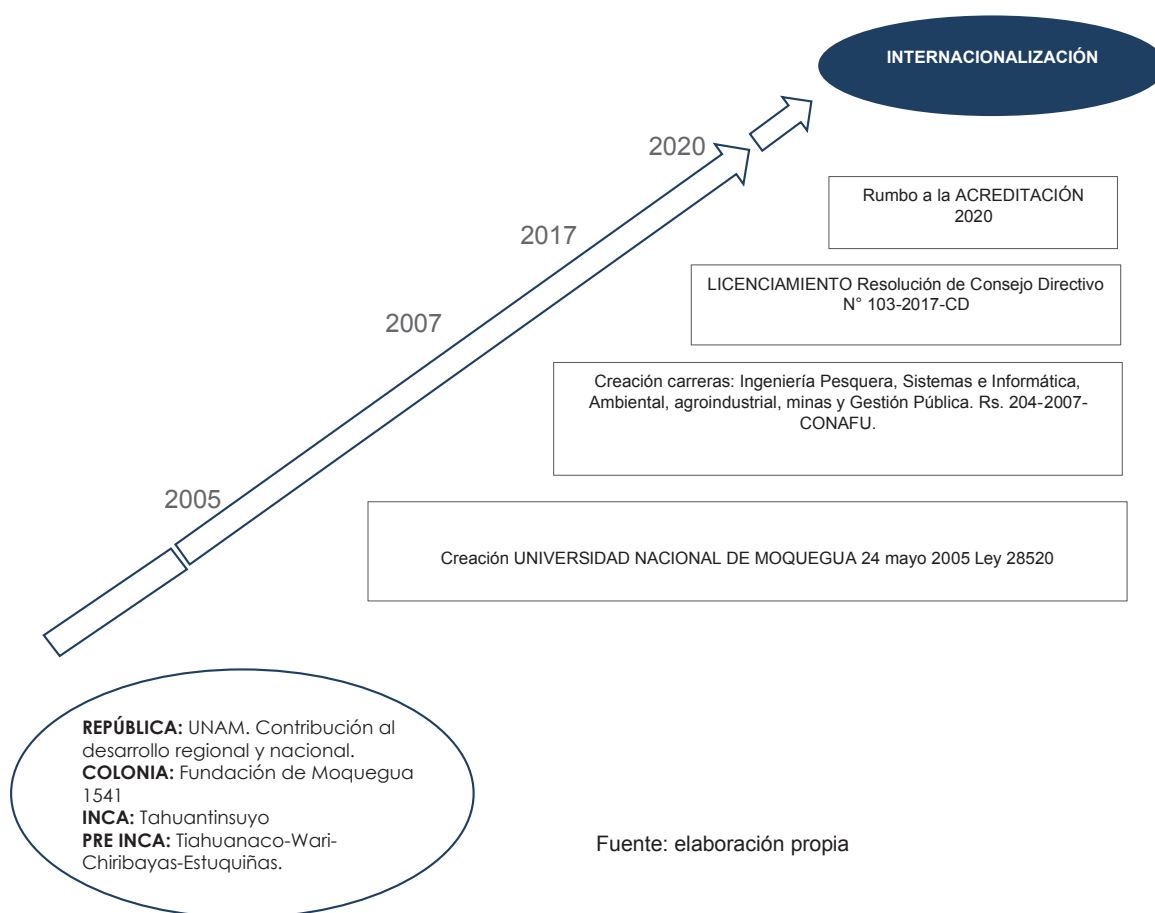 INTERNACIONALIZACIÓN
2020
Rumbo a la ACREDITACIÓN
2020
2017
LICENCIAMIENTO Resolución de Consejo Directivo
N° 103-2017-CD
2007
Creación carreras: Ingeniería Pesquera, Sistemas e Informática,
Ambiental, agroindustrial, minas y Gestión Pública. Rs. 204-2007-
CONAFU.
2005
Creación UNIVERSIDAD NACIONAL DE MOQUEGUA 24 mayo 2005 Ley 28520
REPÚBLICA: UNAM. Contribución al
desarrollo regional y nacional.
COLONIA: Fundación de Moquegua
1541
INCA: Tahuantinsuyo
PRE INCA: Tiahuanaco-Wari-
Chiribayas-Estuquiñas.
Fuente: elaboración propia